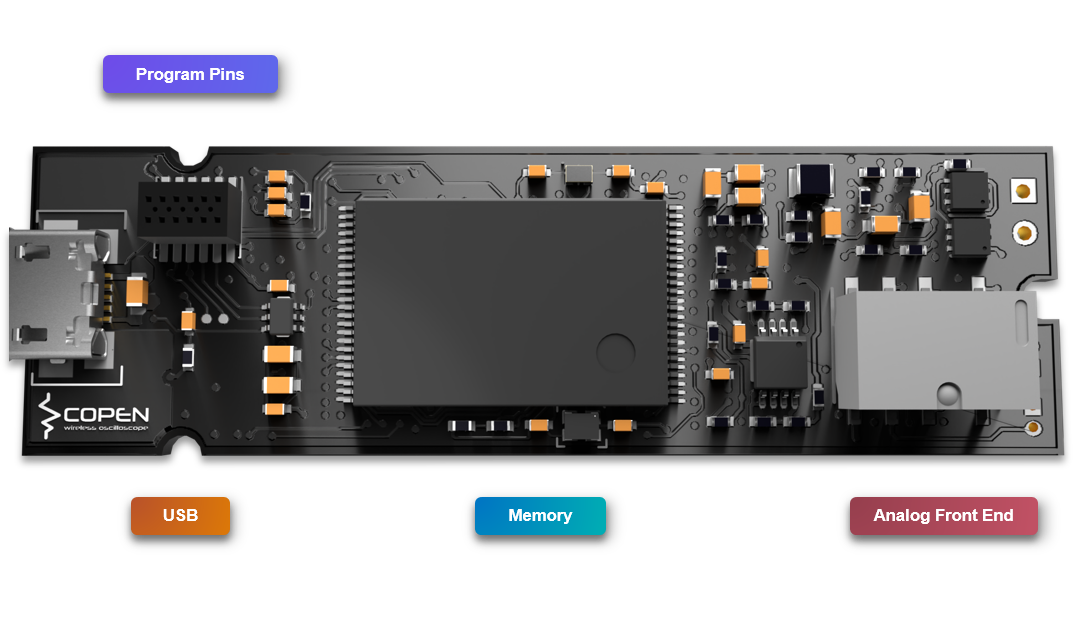 Program Pins
COPEN
wireless oscilloscope
USB
Memory
Analog Front End